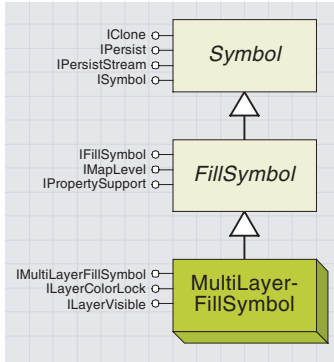 IClone
IPersist
IPersistStream
ISymbol
Symbol
IFillSymbol
IMapLevel
IPropertySupport
FillSymbol
IMultiLayerFillSymbol
ILayerColorLock
ILayerVisible
MultiLayer-
FillSymbol